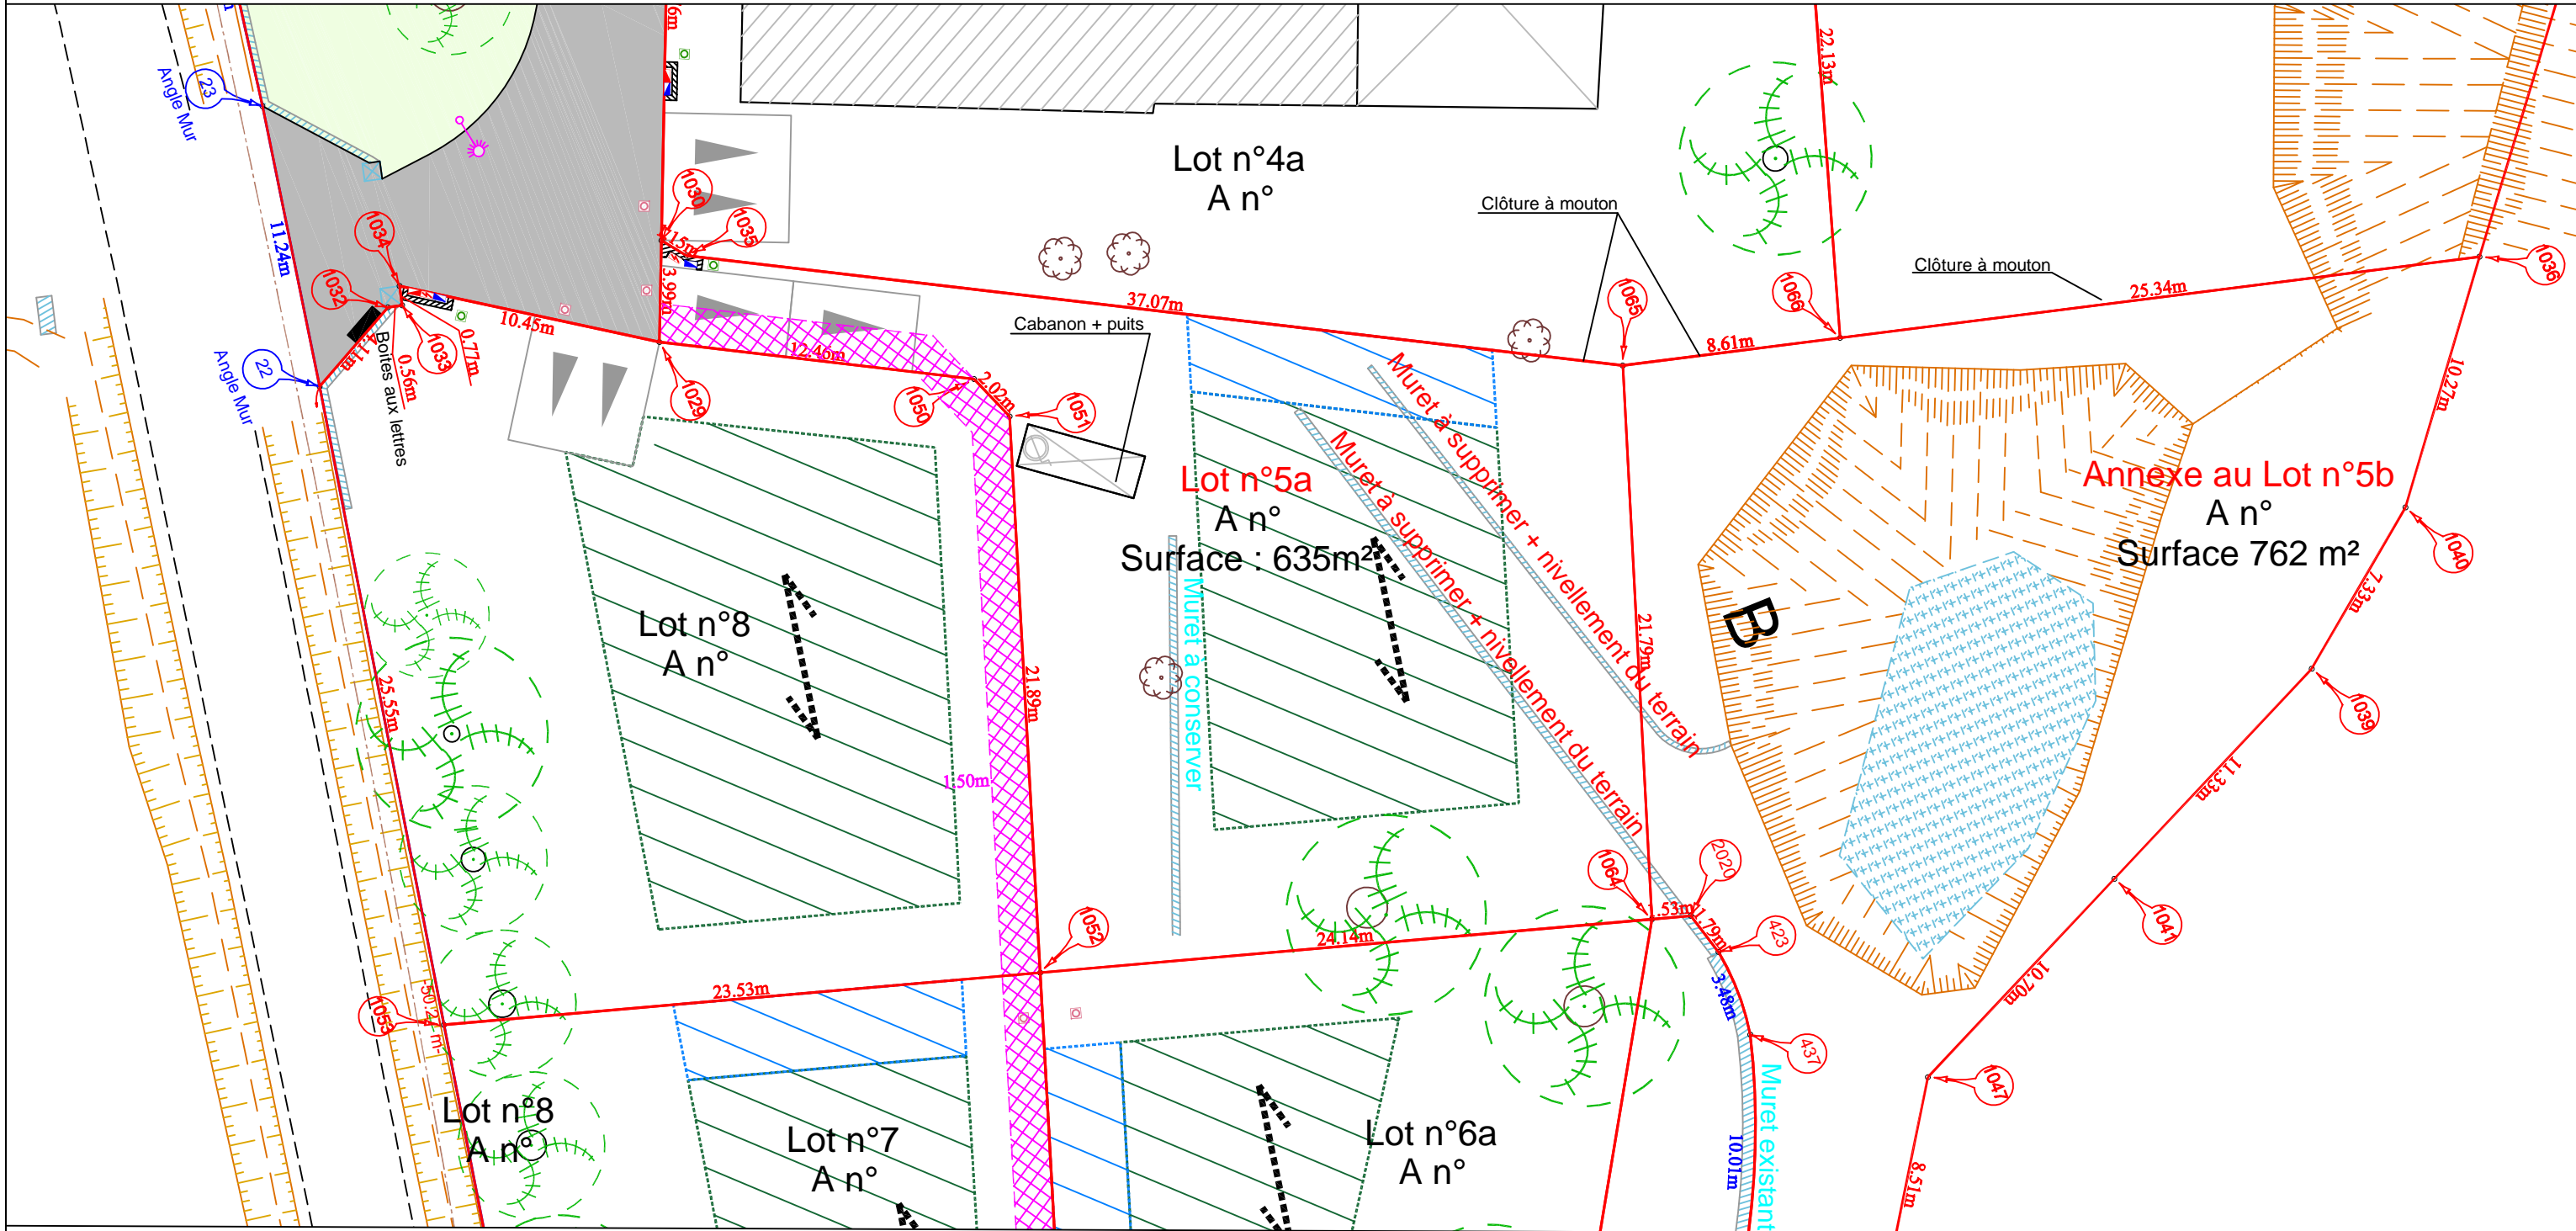 22.13m
23
Angle Mur
Lot n°4a
A n°
1030
1035
Clôture à mouton
1034
11.24m
Clôture à mouton
1036
1032
3.99m
37.07m
1065
1066
25.34m
10.45m
Cabanon + puits
8.61m
0.77m
1033
12.46m
22
Angle Mur
0.56m
Boites aux lettres
1029
1050
2.02m
1051
10.27m
Muret à supprimer + nivellement du terrain
Muret à supprimer + nivellement du terrain
Lot n°5a
A n°
Surface : 635m²
Annexe au Lot n°5b
A n°
Surface 762 m²
1040
7.33m
B
Lot n°8
A n°
Muret a conserver
21.79m
21.89m
25.55m
1039
1.50m
11.33m
1064
2020
1.53m
1.79m
423
1041
1052
24.14m
23.53m
10.70m
3.48m
1053
437
1047
Muret existant
Lot n°8
A n°
Lot n°7
A n°
Lot n°6a
A n°
10.01m
8.51m